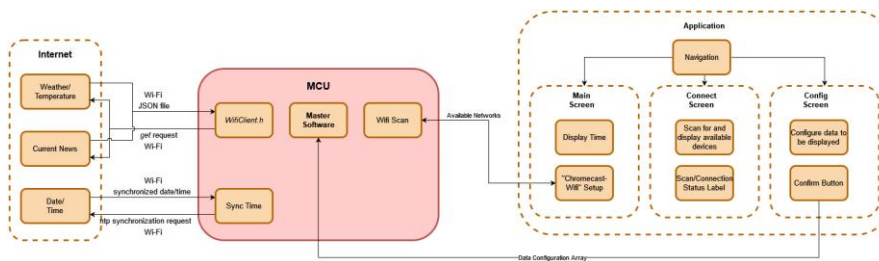 Application
Internet
Navigation
Weather/
Temperature
Wi-Fi
JSON file
MCU
Main
Screen
Connect
Screen
Config
Screen
WifiClient.h
Master
Software
Wifi Scan
Available Networks
Display Time
Scan for and
display available
devices
Configure data to
be displayed
Current News
get request
Wi-Fi
Wi-Fi
synchronized date/time
"Chromecast-
Wifi" Setup
Scan/Connection
Status Label
Confirm Button
Date/
Time
Sync Time
ntp synchronization request
Wi-Fi
Data Configuration Array